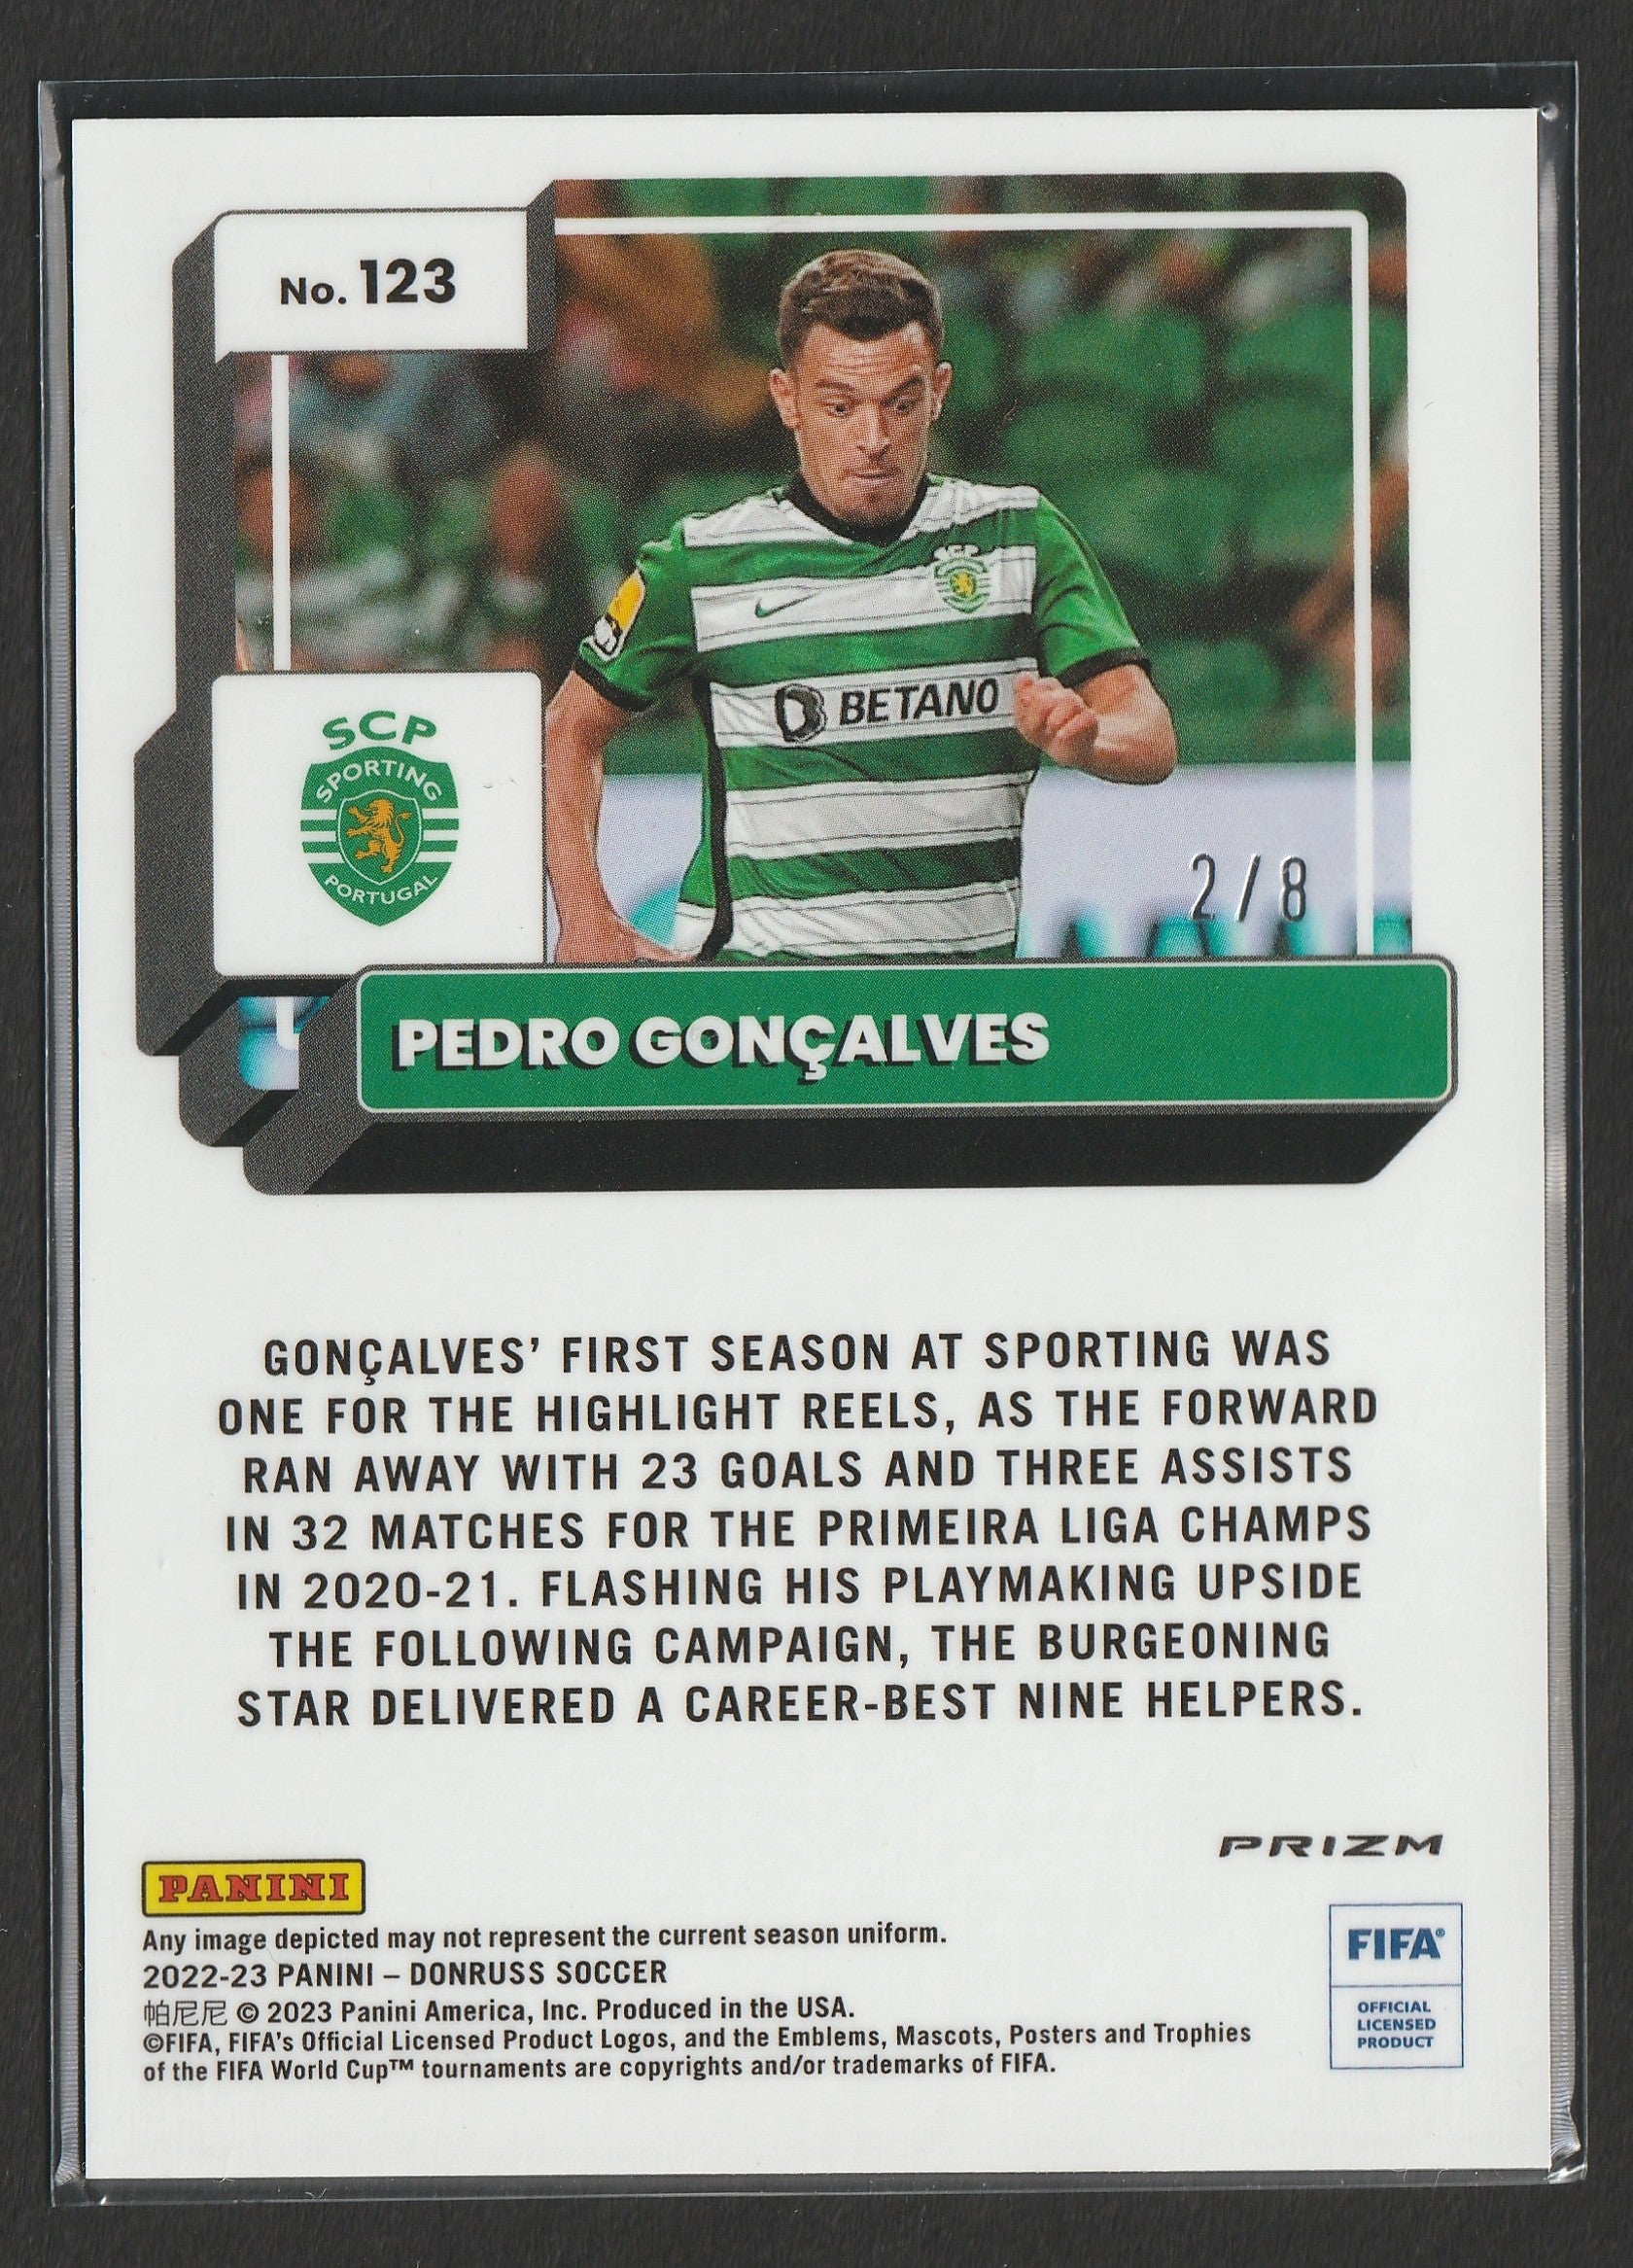 No. 123
SCP
SPORTING
PORTUGAL
SCP
BETANO
2/8
PEDRO GONÇALVES
GONÇALVES' FIRST SEASON AT SPORTING WAS
ONE FOR THE HIGHLIGHT REELS, AS THE FORWARD
RAN AWAY WITH 23 GOALS AND THREE ASSISTS
IN 32 MATCHES FOR THE PRIMEIRA LIGA CHAMPS
IN 2020-21. FLASHING HIS PLAYMAKING UPSIDE
THE FOLLOWING CAMPAIGN, THE BURGEONING
STAR DELIVERED A CAREER-BEST NINE HELPERS.
PRIZM
PANINI
Any image depicted may not represent the current season uniform.
2022-23 PANINI – DONRUSS SOCCER
帕尼尼 © 2023 Panini America, Inc. Produced in the USA.
©FIFA, FIFA's Official Licensed Product Logos, and the Emblems, Mascots, Posters and Trophies
of the FIFA World Cup™ tournaments are copyrights and/or trademarks of FIFA.
FIFA®
OFFICIAL
LICENSED
PRODUCT